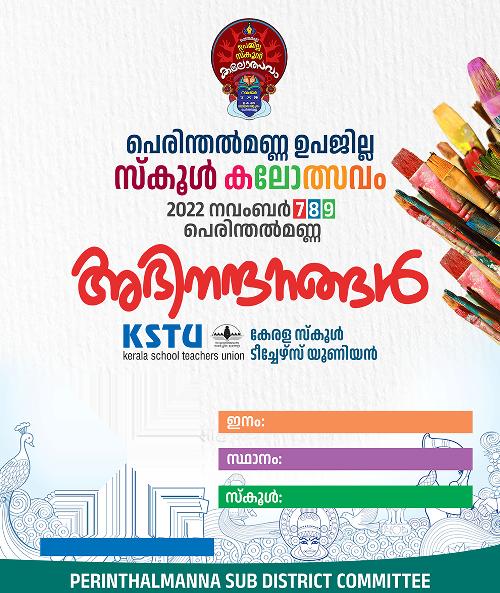 പെരിന്തൽമണ്ണ ഉപജില്ല
സ്കൂൾ കലോത്സവം
2022 നവംബർ 7 8 9
പെരിന്തൽമണ്ണ
അഭിനന്ദനങ്ങൾ
KSTU
kerala school teachers union
കേരള സ്കൂൾ
ടീച്ചേഴ്സ് യൂണിയൻ
ഇനം:
സ്ഥാനം:
സ്കൂൾ:
PERINTHALMANNA SUB DISTRICT COMMITTEE